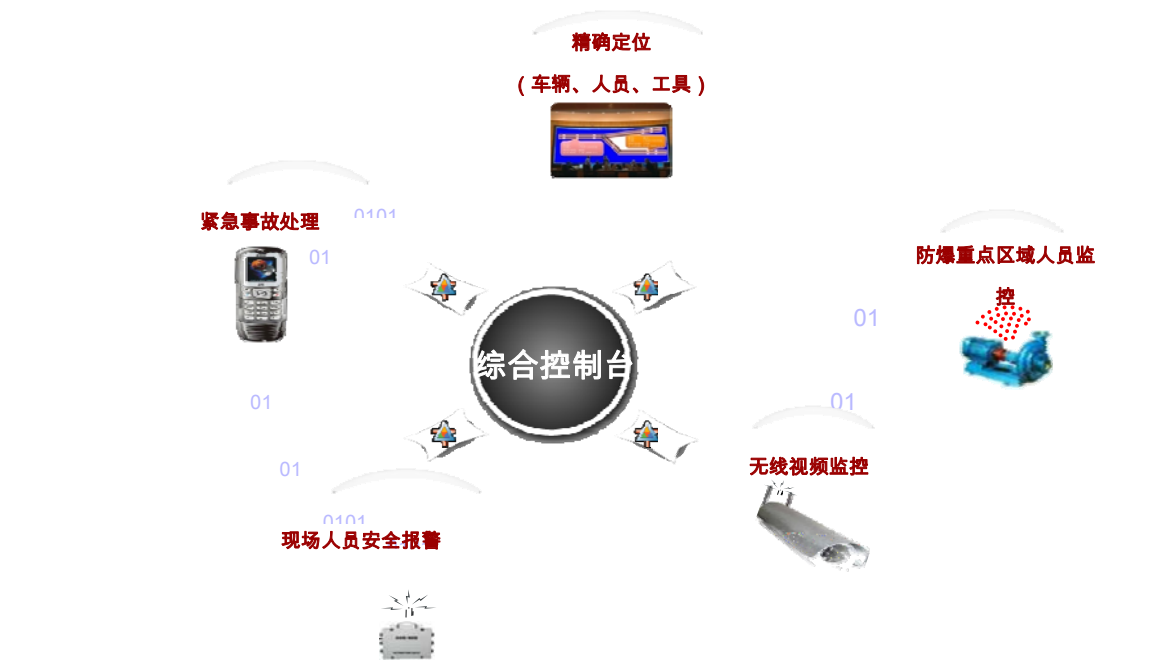 精确定位
（车辆、人员、工具）
紧急事故处理
0101
01
防爆重点区域人员监
控
01
综合控制台
01
01
无线视频监控
01
0101
现场人员安全报警